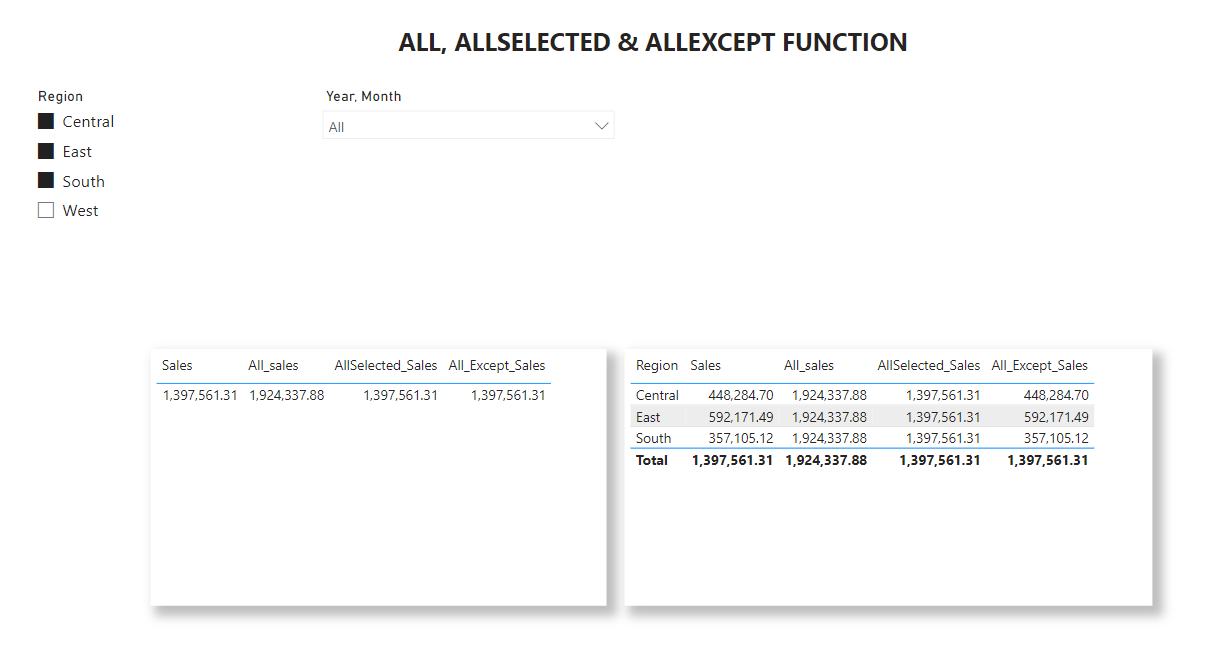 ALL, ALLSELECTED & ALLEXCEPT FUNCTION
Region
Central
East
South
West
Year, Month
All
Sales All_sales AllSelected_Sales All_Except_Sales
1,397,561.31 1,924,337.88 1,397,561.31 1,397,561.31
Region Sales All_sales AllSelected_Sales All_Except_Sales
Central 448,284.70 1,924,337.88 1,397,561.31 448,284.70
East 592,171.49 1,924,337.88 1,397,561.31 592,171.49
South 357,105.12 1,924,337.88 1,397,561.31 357,105.12
Total 1,397,561.31 1,924,337.88 1,397,561.31 1,397,561.31